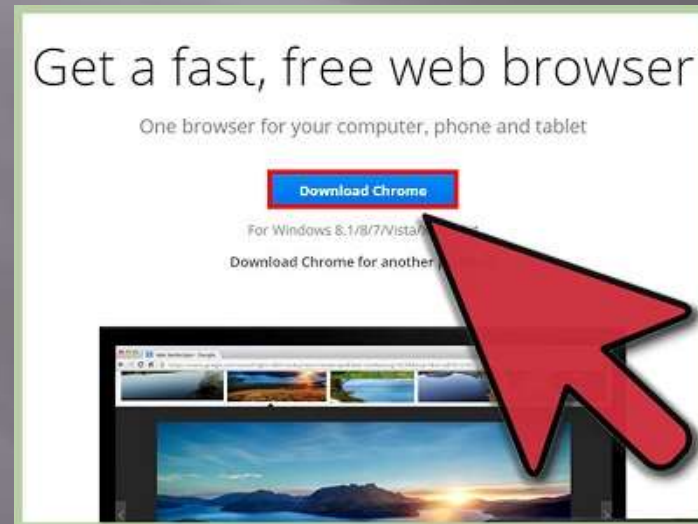 Get a fast, free web browser
One browser for your computer, phone and tablet
Download Chrome
For Windows 8.1/8/7/Vista/
Download Chrome for another